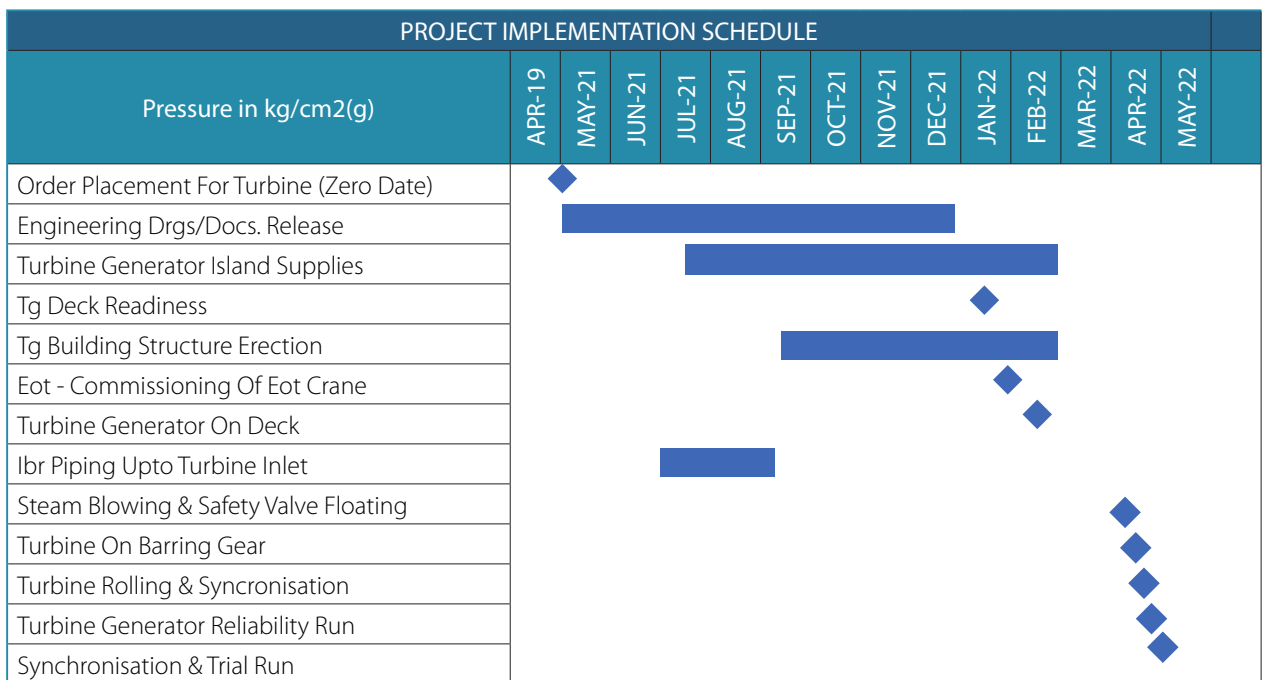 PROJECT IMPLEMENTATION SCHEDULE
Pressure in kg/cm2(g)
APR-19
MAY-21
JUN-21
JUL-21
AUG-21
SEP-21
OCT-21
NOV-21
DEC-21
JAN-22
FEB-22
MAR-22
APR-22
MAY-22
Order Placement For Turbine (Zero Date)
Engineering Drgs/Docs. Release
Turbine Generator Island Supplies
Tg Deck Readiness
Tg Building Structure Erection
Eot - Commissioning Of Eot Crane
Turbine Generator On Deck
Ibr Piping Upto Turbine Inlet
Steam Blowing & Safety Valve Floating
Turbine On Barring Gear
Turbine Rolling & Syncronisation
Turbine Generator Reliability Run
Synchronisation & Trial Run